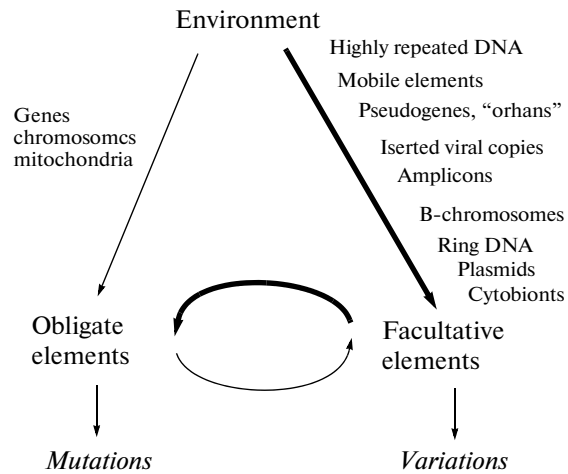 Environment
Highly repeated DNA
Mobile elements
Pseudogenes, “orhans”
Genes
chromosomcs
mitochondria
Iserted viral copies
Amplicons
B-chromosomes
Ring DNA
Plasmids
Cytobionts
Obligate
elements
Facultative
elements
Mutations
Variations